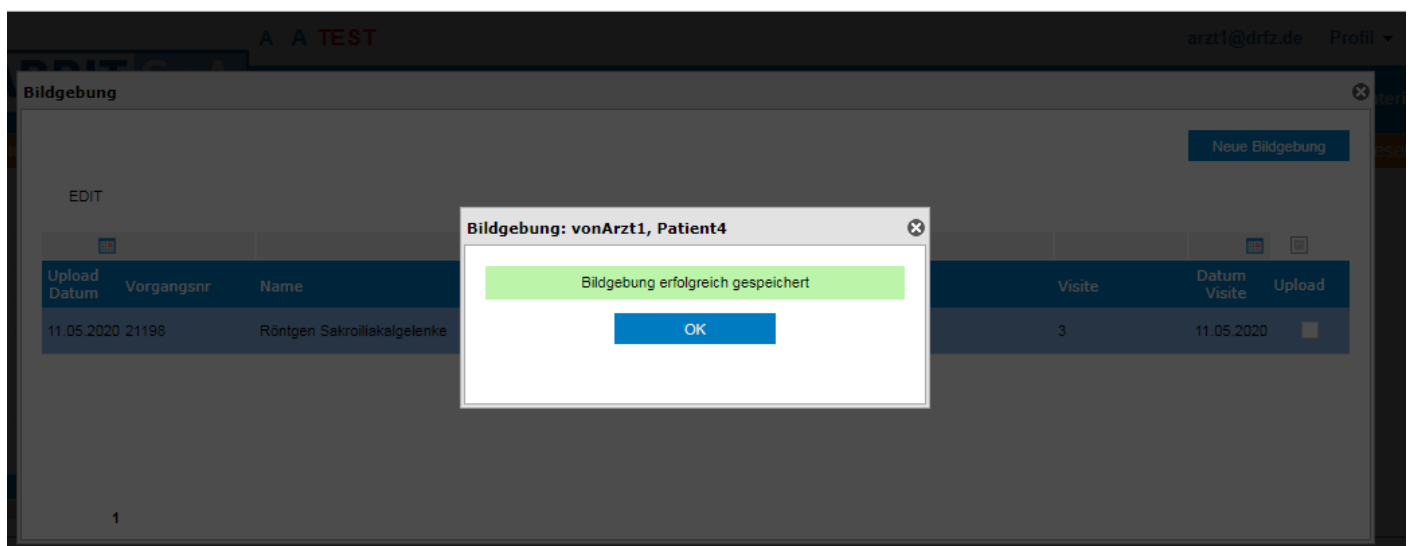 A A TEST
arzt1@drfz.de Profil
Bildgebung
Neue Bildgebung
EDIT
Bildgebung: vonArzt1, Patient4
Bildgebung erfolgreich gespeichert
OK
Upload Datum Vorgangsnr Name Visite Datum Visite Upload
11.05.2020 21198 Röntgen Sakroiliakalgelenke 3 11.05.2020
1